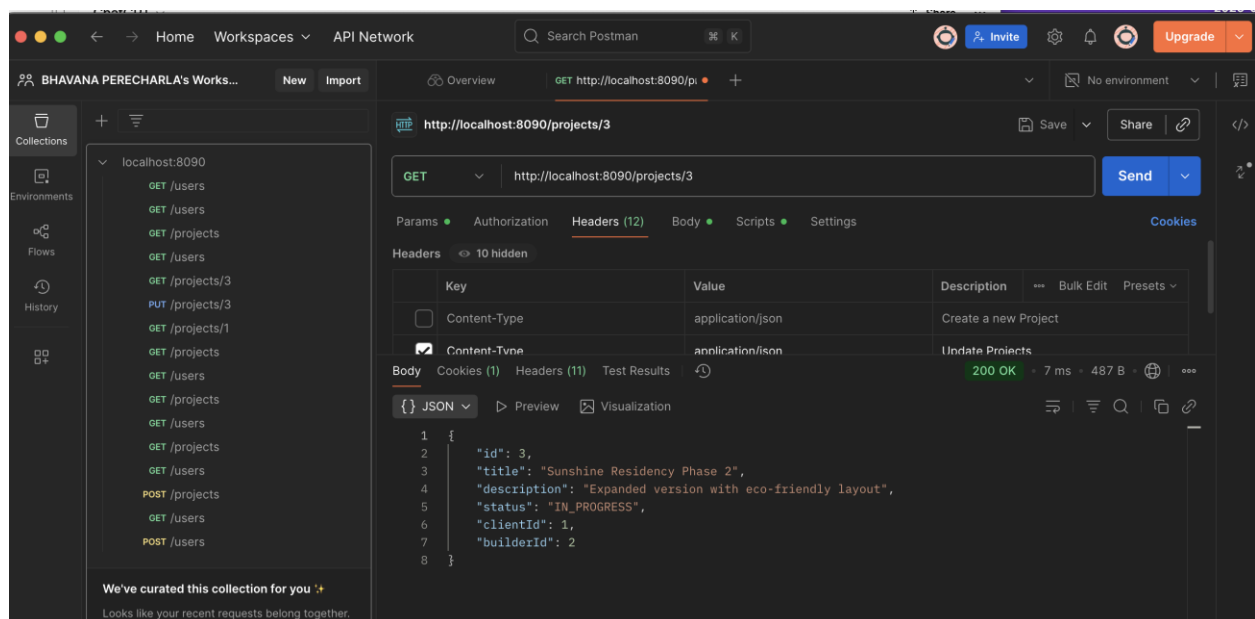 Home Workspaces API Network Search Postman ⌘ K Invite Upgrade
BHAVANA PERECHARLA's Works... New Import Overview GET http://localhost:8090/p No environment
Collections
Environments
Flows
History
localhost:8090
GET /users
GET /users
GET /projects
GET /users
GET /projects/3
PUT /projects/3
GET /projects/1
GET /projects
GET /users
GET /projects
GET /users
GET /projects
GET /users
POST /projects
GET /users
POST /users
We've curated this collection for you
Looks like your recent requests belong together.
HTTP http://localhost:8090/projects/3 Save Share
GET http://localhost:8090/projects/3 Send
Params Authorization Headers (12) Body Scripts Settings Cookies
Headers 10 hidden
Key Value Description Bulk Edit Presets
Content-Type application/json Create a new Project
Content-Type application/json Update Projects
Body Cookies (1) Headers (11) Test Results 200 OK 7 ms 487 B
{} JSON Preview Visualization
1 {
2 "id": 3,
3 "title": "Sunshine Residency Phase 2",
4 "description": "Expanded version with eco-friendly layout",
5 "status": "IN_PROGRESS",
6 "clientId": 1,
7 "builderId": 2
8 }